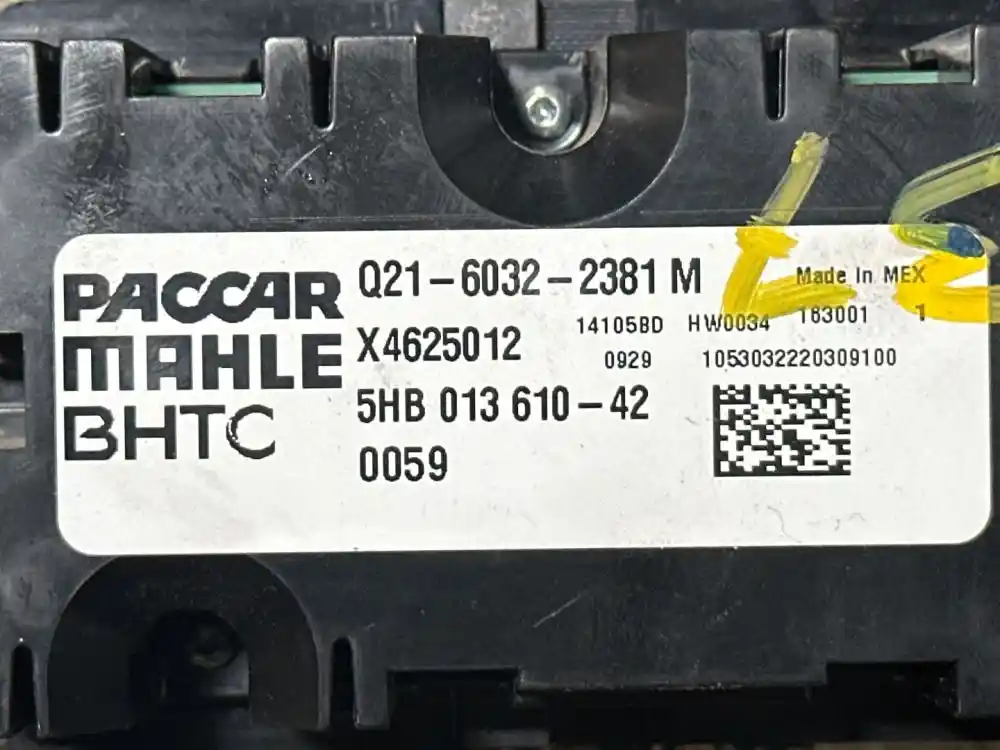 PACCAR
MAHLE
BHTC
Q21-6032-2381 M
X4625012
5HB 013 610-42
0059
Made In MEX
14105BD HW0034 163001 1
0929 1053032220309100